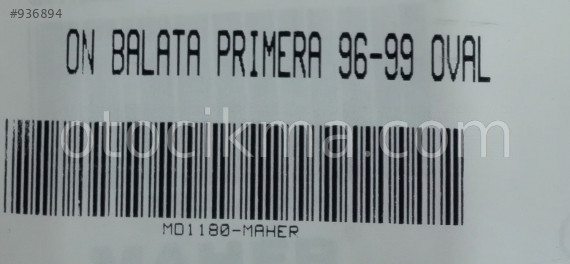 #936894
ON BALATA PRIMERA 96-99 OVAL
otocikma.com
MD1180-MAHER